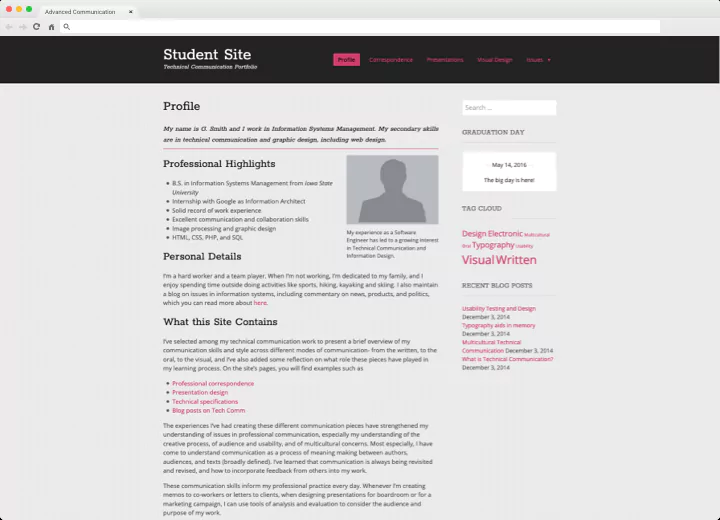 Advanced Communication
Student Site
Technical Communication Portfolio
Profile
Correspondence
Presentations
Visual Design
Issues
Profile
My name is G. Smith and I work in Information Systems Management. My secondary skills
are in technical communication and graphic design, including web design.
Professional Highlights
B.S. in Information Systems Management from Iowa State
University
Internship with Google as Information Architect
Solid record of work experience
Excellent communication and collaboration skills
Image processing and graphic design
HTML, CSS, PHP, and SQL
My experience as a Software
Engineer has led to a growing interest
in Technical Communication and
Information Design.
Personal Details
I'm a hard worker and a team player. When I'm not working, I'm dedicated to my family, and I
enjoy spending time outside doing activities like sports, hiking, kayaking and skiing. I also maintain
a blog on issues in information systems, including commentary on news, products, and politics,
which you can read more about here.
What this Site Contains
I've selected among my technical communication work to present a brief overview of my
communication skills and style across different modes of communication- from the written, to the
oral, to the visual, and I've also added some reflection on what role these pieces have played in
my learning process. On the site's pages, you will find examples such as
Professional correspondence
Presentation design
Technical specifications
Blog posts on Tech Comm
The experiences I've had creating these different communication pieces have strengthened my
understanding of issues in professional communication, especially my understanding of the
creative process, of audience and usability, and of multicultural concerns. Most especially, I have
come to understand communication as a process of meaning making between authors,
audiences, and texts (broadly defined). I've learned that communication is always being revisited
and revised, and how to incorporate feedback from others into my work.
These communication skills inform my professional practice every day. Whenever I'm creating
memos to co-workers or letters to clients, when designing presentations for boardroom or for a
marketing campaign, I can use tools of analysis and evaluation to consider the audience and
purpose of my work.
Search ...
GRADUATION DAY
May 14, 2016
The big day is here!
TAG CLOUD
Design Electronic Multicultural
Oral Typography Usability
Visual Written
RECENT BLOG POSTS
Usability Testing and Design
December 3, 2014
Typography aids in memory
December 3, 2014
Multicultural Technical
Communication December 3, 2014
What is Technical Communication?
December 3, 2014